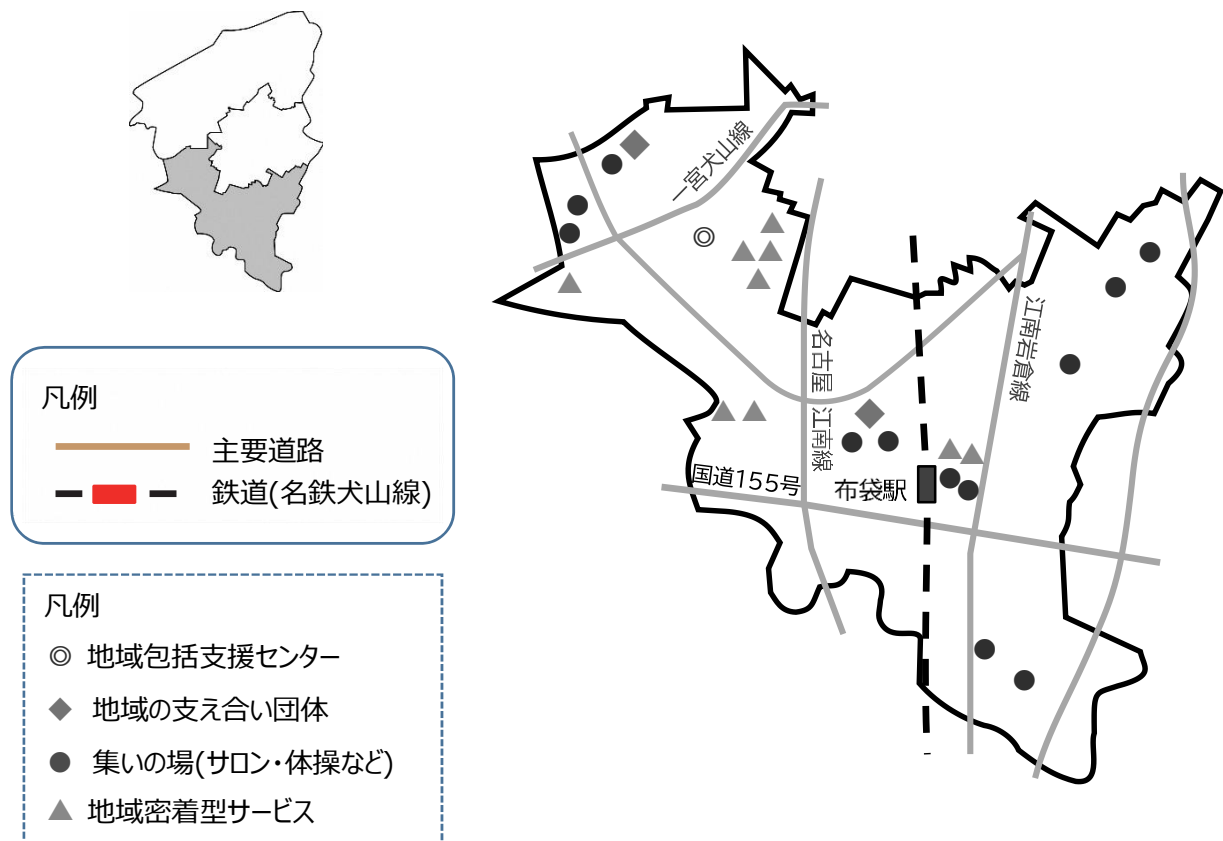 一宮犬山線
名古屋江南線
江南岩倉線
国道155号
布袋駅
凡例
主要道路
鉄道(名鉄犬山線)
凡例
◎ 地域包括支援センター
◆ 地域の支え合い団体
● 集いの場(サロン・体操など)
▲ 地域密着型サービス